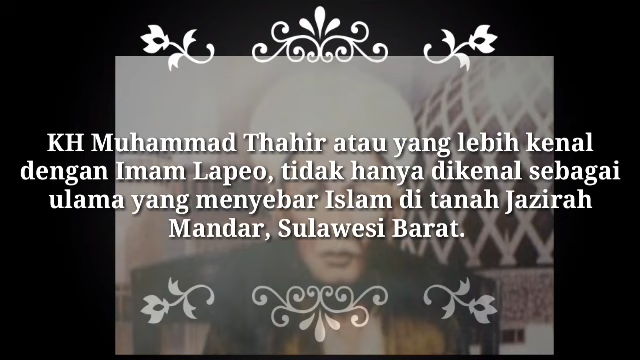 KH Muhammad Thahir atau yang lebih kenal
dengan Imam Lapeo, tidak hanya dikenal sebagai
ulama yang menyebar Islam di tanah Jazirah
Mandar, Sulawesi Barat.